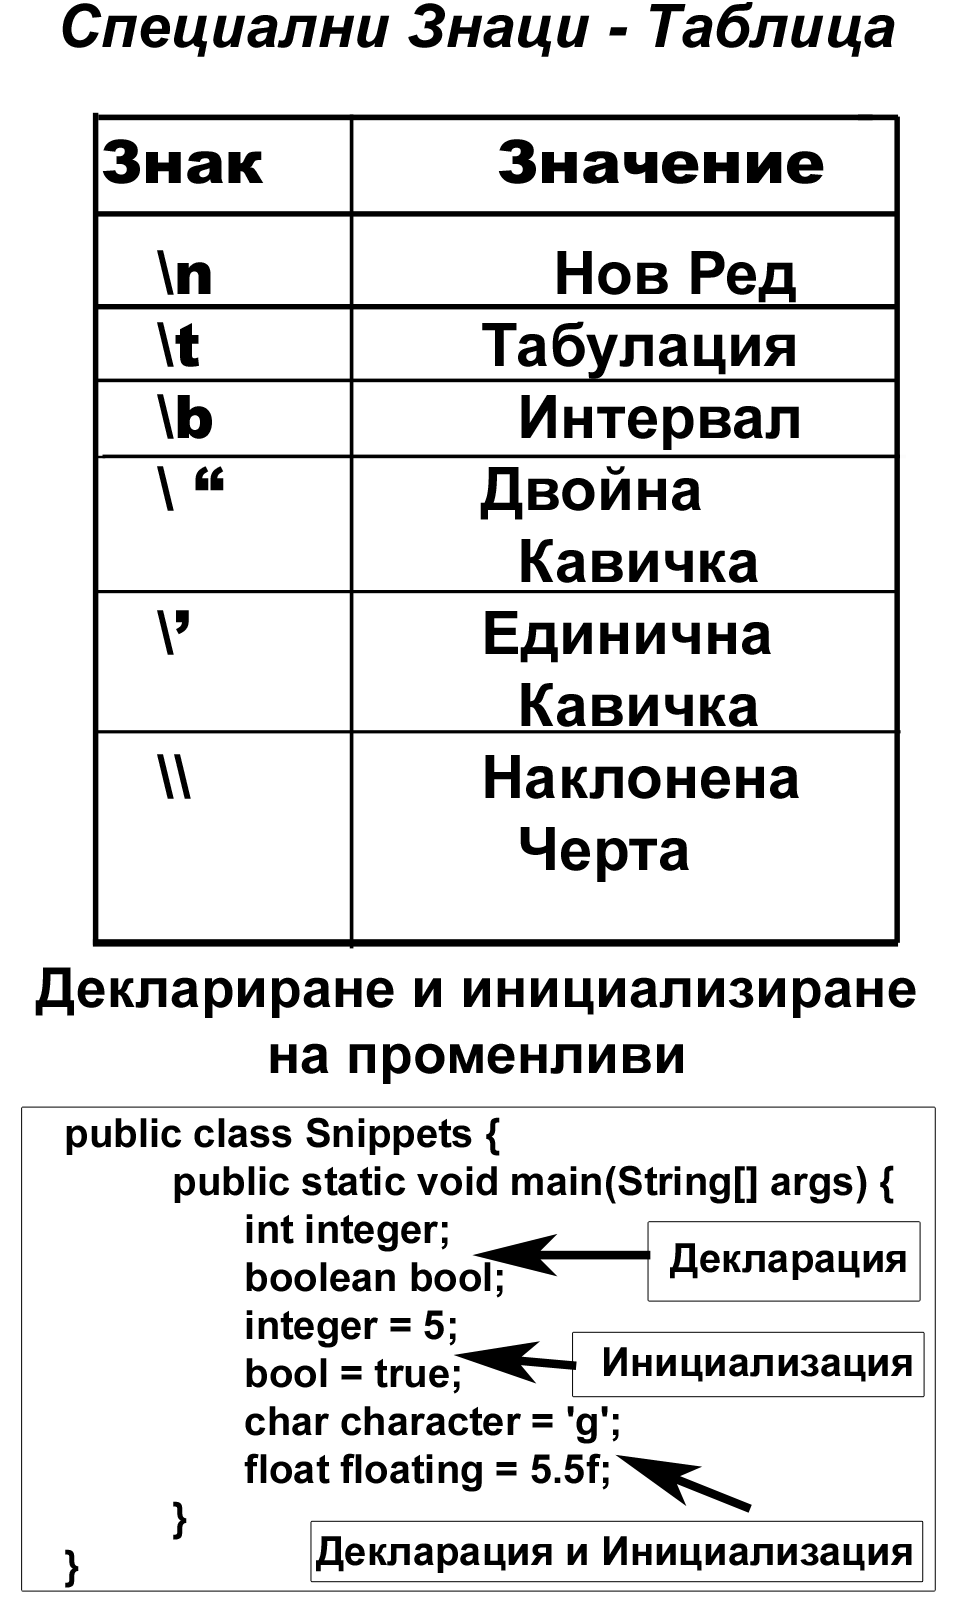 Специални Знаци - Таблица
Знак Значение
\n Нов Ред
\t Табулация
\b Интервал
\ “ Двойна
Кавичка
\’ Единична
Кавичка
\\ Наклонена
Черта
Деклариране и инициализиране
на променливи
public class Snippets {
public static void main(String[] args) {
int integer;
Декларация
boolean bool;
integer = 5;
Инициализация
bool = true;
char character = 'g';
float floating = 5.5f;
}
Декларация и Инициализация
}